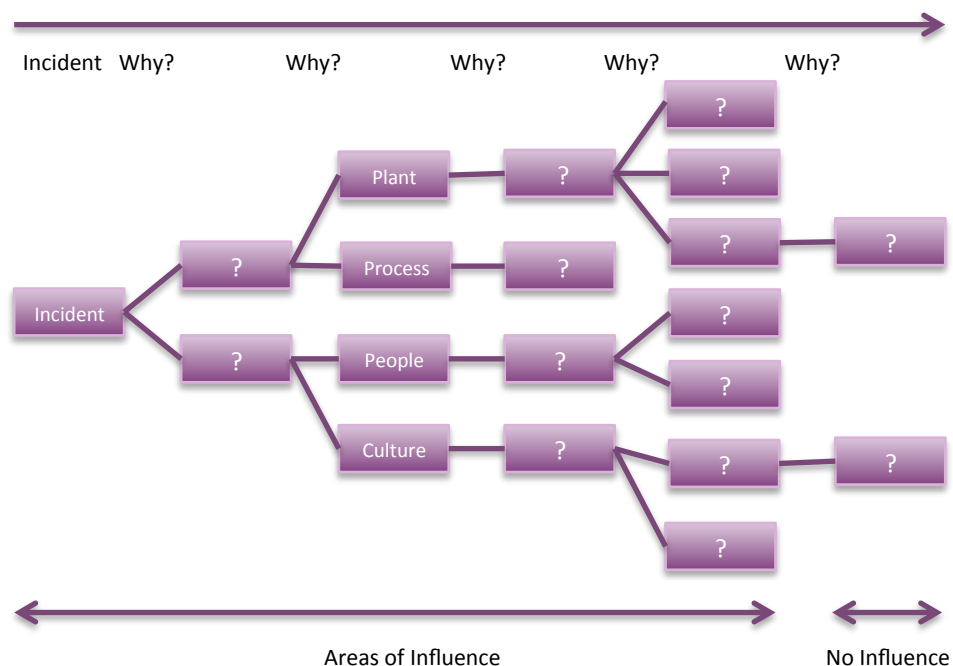 Incident Why? Why? Why? Why? Why?
?
Plant ? ?
? Process ? ? ?
Incident ?
? People ?
?
Culture ? ? ?
?
Areas of Influence No Influence